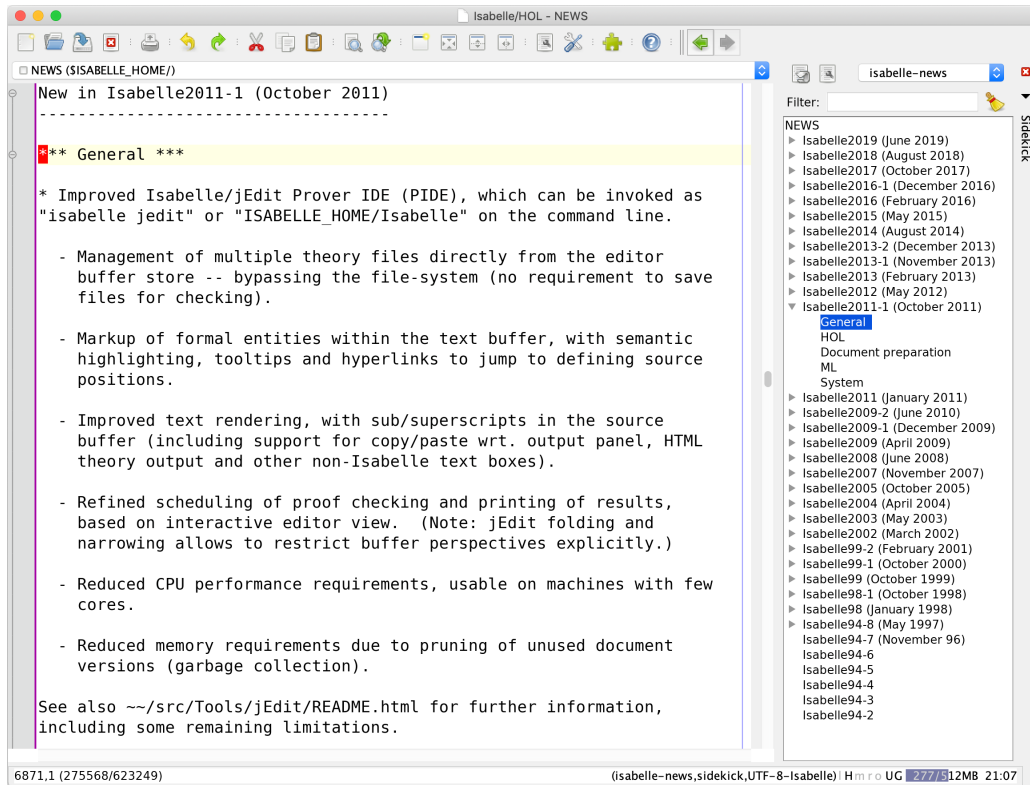 Isabelle/HOL - NEWS
NEWS ($ISABELLE_HOME/)
New in Isabelle2011-1 (October 2011)
------------------------------------
*** General ***
* Improved Isabelle/jEdit Prover IDE (PIDE), which can be invoked as
"isabelle jedit" or "ISABELLE_HOME/Isabelle" on the command line.
- Management of multiple theory files directly from the editor
buffer store -- bypassing the file-system (no requirement to save
files for checking).
- Markup of formal entities within the text buffer, with semantic
highlighting, tooltips and hyperlinks to jump to defining source
positions.
- Improved text rendering, with sub/superscripts in the source
buffer (including support for copy/paste wrt. output panel, HTML
theory output and other non-Isabelle text boxes).
- Refined scheduling of proof checking and printing of results,
based on interactive editor view.  (Note: jEdit folding and
narrowing allows to restrict buffer perspectives explicitly.)
- Reduced CPU performance requirements, usable on machines with few
cores.
- Reduced memory requirements due to pruning of unused document
versions (garbage collection).
See also ~~/src/Tools/jEdit/README.html for further information,
including some remaining limitations.
isabelle-news
Filter:
Sidekick
NEWS
Isabelle2019 (June 2019)
Isabelle2018 (August 2018)
Isabelle2017 (October 2017)
Isabelle2016-1 (December 2016)
Isabelle2016 (February 2016)
Isabelle2015 (May 2015)
Isabelle2014 (August 2014)
Isabelle2013-2 (December 2013)
Isabelle2013-1 (November 2013)
Isabelle2013 (February 2013)
Isabelle2012 (May 2012)
Isabelle2011-1 (October 2011)
General
HOL
Document preparation
ML
System
Isabelle2011 (January 2011)
Isabelle2009-2 (June 2010)
Isabelle2009-1 (December 2009)
Isabelle2009 (April 2009)
Isabelle2008 (June 2008)
Isabelle2007 (November 2007)
Isabelle2005 (October 2005)
Isabelle2004 (April 2004)
Isabelle2003 (May 2003)
Isabelle2002 (March 2002)
Isabelle99-2 (February 2001)
Isabelle99-1 (October 2000)
Isabelle99 (October 1999)
Isabelle98-1 (October 1998)
Isabelle98 (January 1998)
Isabelle94-8 (May 1997)
Isabelle94-7 (November 96)
Isabelle94-6
Isabelle94-5
Isabelle94-4
Isabelle94-3
Isabelle94-2
6871,1 (275568/623249)
(isabelle-news,sidekick,UTF-8-Isabelle) H m r o UG 277/512MB 21:07